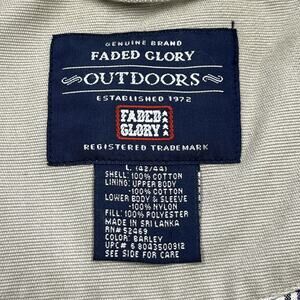 GENUINE BRAND
FADED GLORY
OUTDOORS
ESTABLISHED 1972
FADED
GLORY
REGISTERED TRADEMARK
L (42/44)
SHELL: 100% COTTON
LINING: UPPER BODY
-100% COTTON
LOWER BODY & SLEEVE
-100% NYLON
FILL: 100% POLYESTER
MADE IN SRI LANKA
RN# 52469
COLOR: BARLEY
UPC# 6 8043500912
SEE SIDE FOR CARE